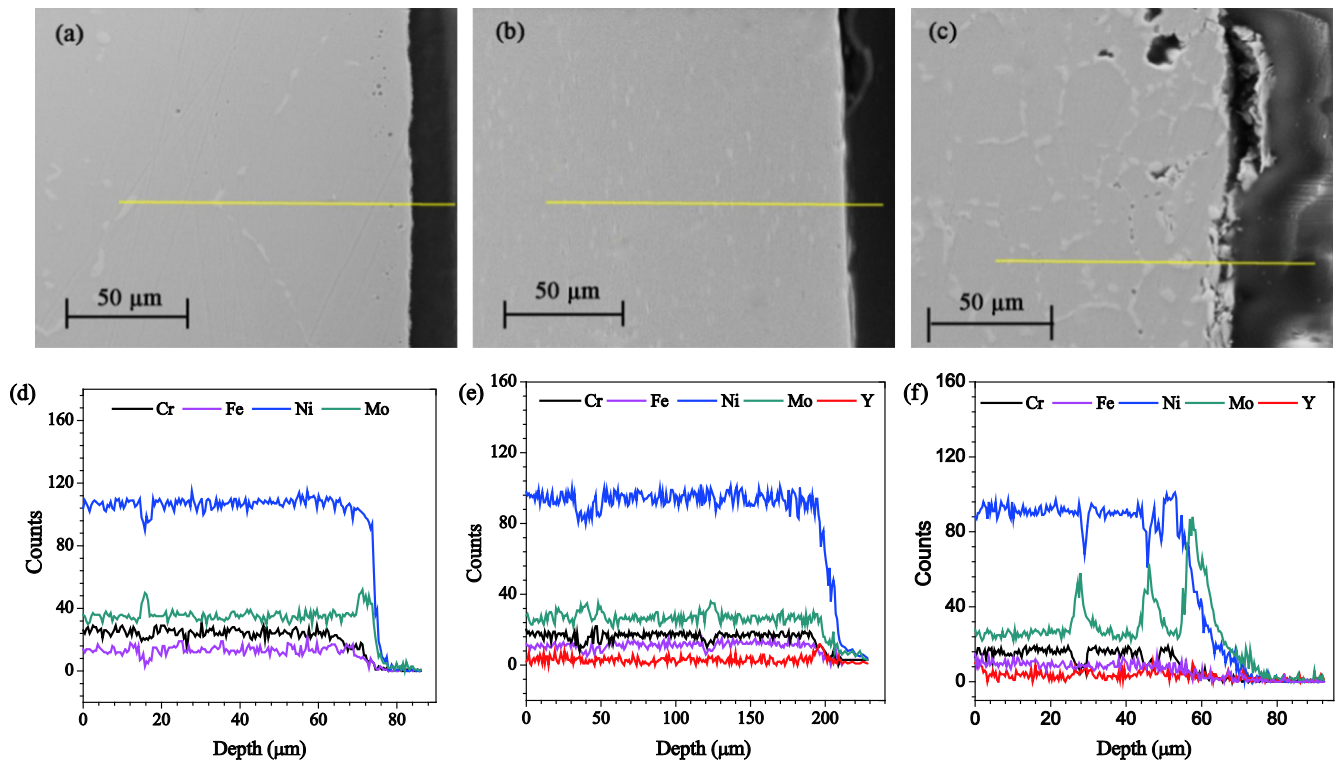 (a)
50 μm
(b)
50 μm
(c)
50 μm
(d)
Cr Fe Ni Mo
160
120
80
40
0
Counts
0 20 40 60 80
Depth (μm)
(e)
Cr Fe Ni Mo Y
160
120
80
40
0
Counts
0 50 100 150 200
Depth (μm)
(f)
Cr Fe Ni Mo Y
160
120
80
40
0
Counts
0 20 40 60 80
Depth (μm)